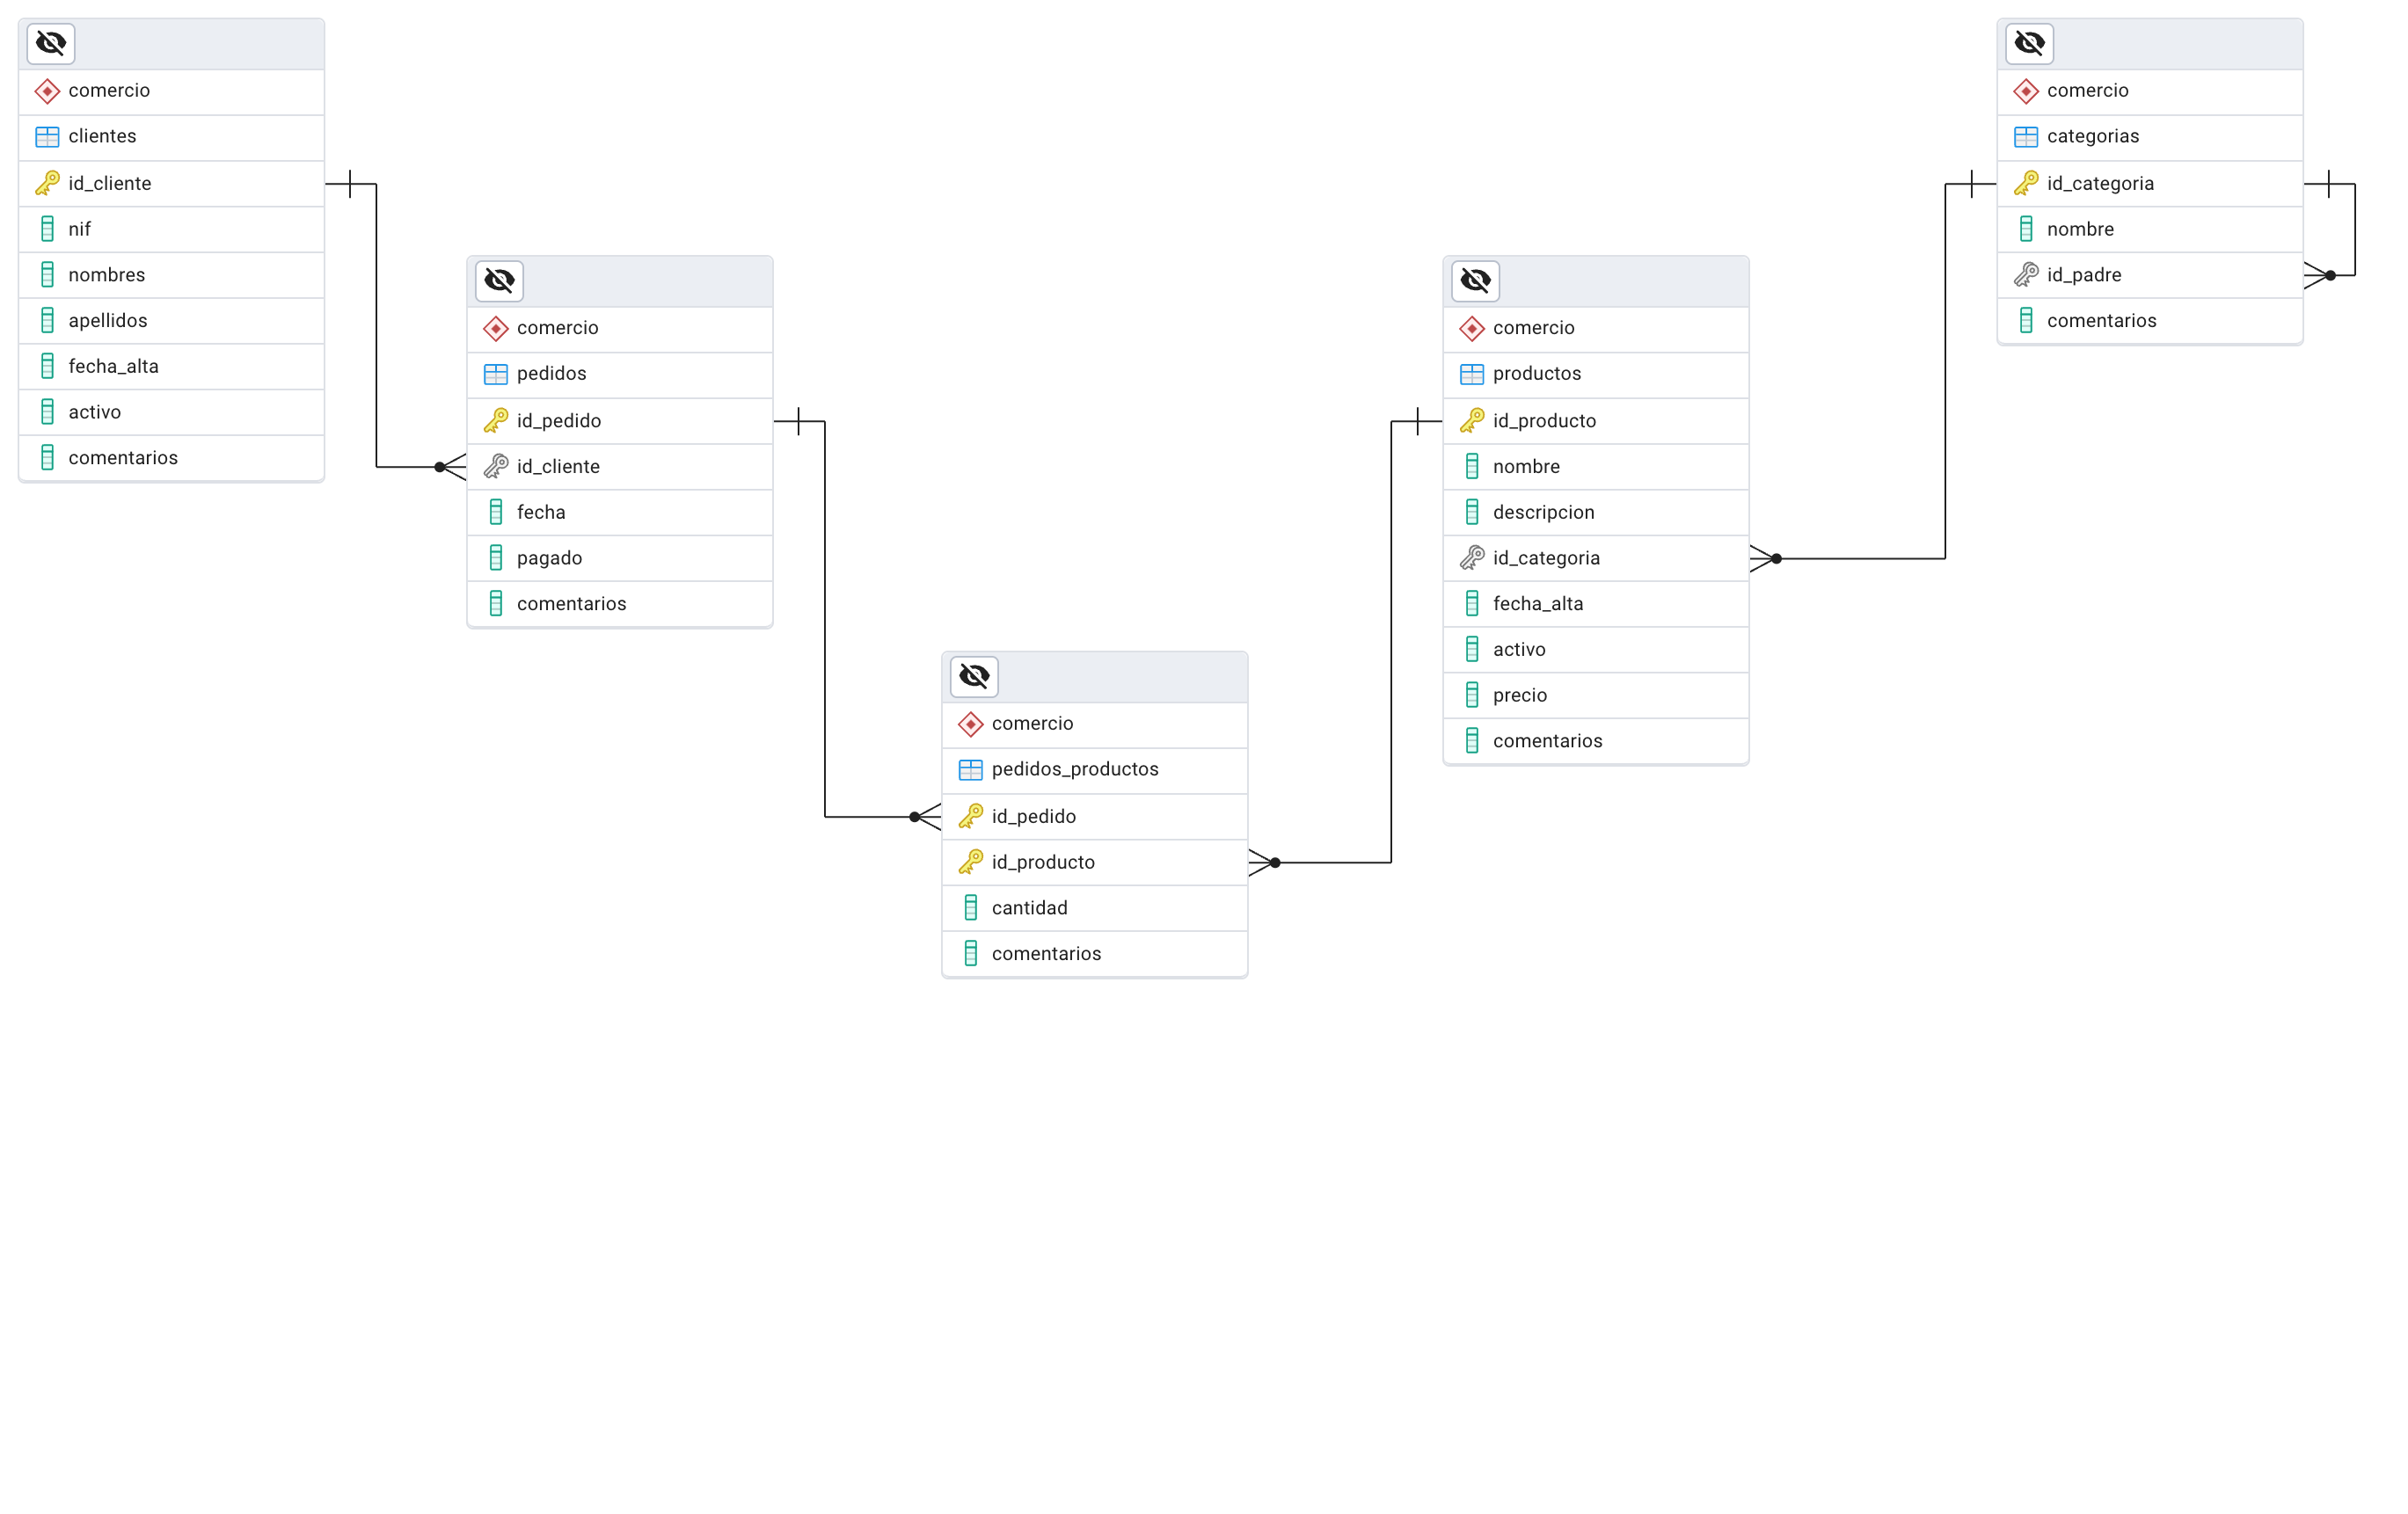 comercio
clientes
id_cliente
nif
nombres
apellidos
fecha_alta
activo
comentarios
comercio
pedidos
id_pedido
id_cliente
fecha
pagado
comentarios
comercio
pedidos_productos
id_pedido
id_producto
cantidad
comentarios
comercio
productos
id_producto
nombre
descripcion
id_categoria
fecha_alta
activo
precio
comentarios
comercio
categorias
id_categoria
nombre
id_padre
comentarios